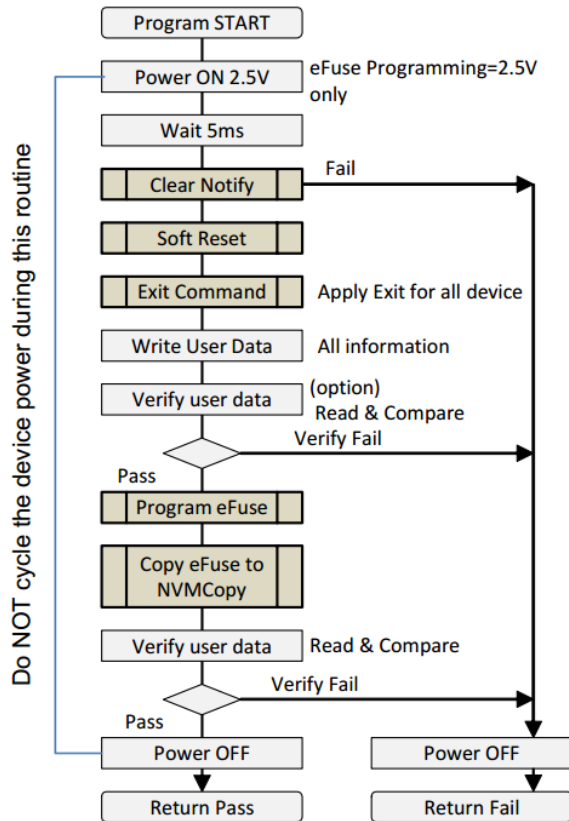 Program START
Power ON 2.5V
eFuse Programming=2.5V
only
Wait 5ms
Clear Notify
Fail
Soft Reset
Exit Command
Apply Exit for all device
Write User Data
All information
Verify user data
(option)
Read & Compare
Verify Fail
Pass
Program eFuse
Copy eFuse to
NVMCopy
Verify user data
Read & Compare
Verify Fail
Pass
Power OFF
Power OFF
Return Pass
Return Fail
Do NOT cycle the device power during this routine